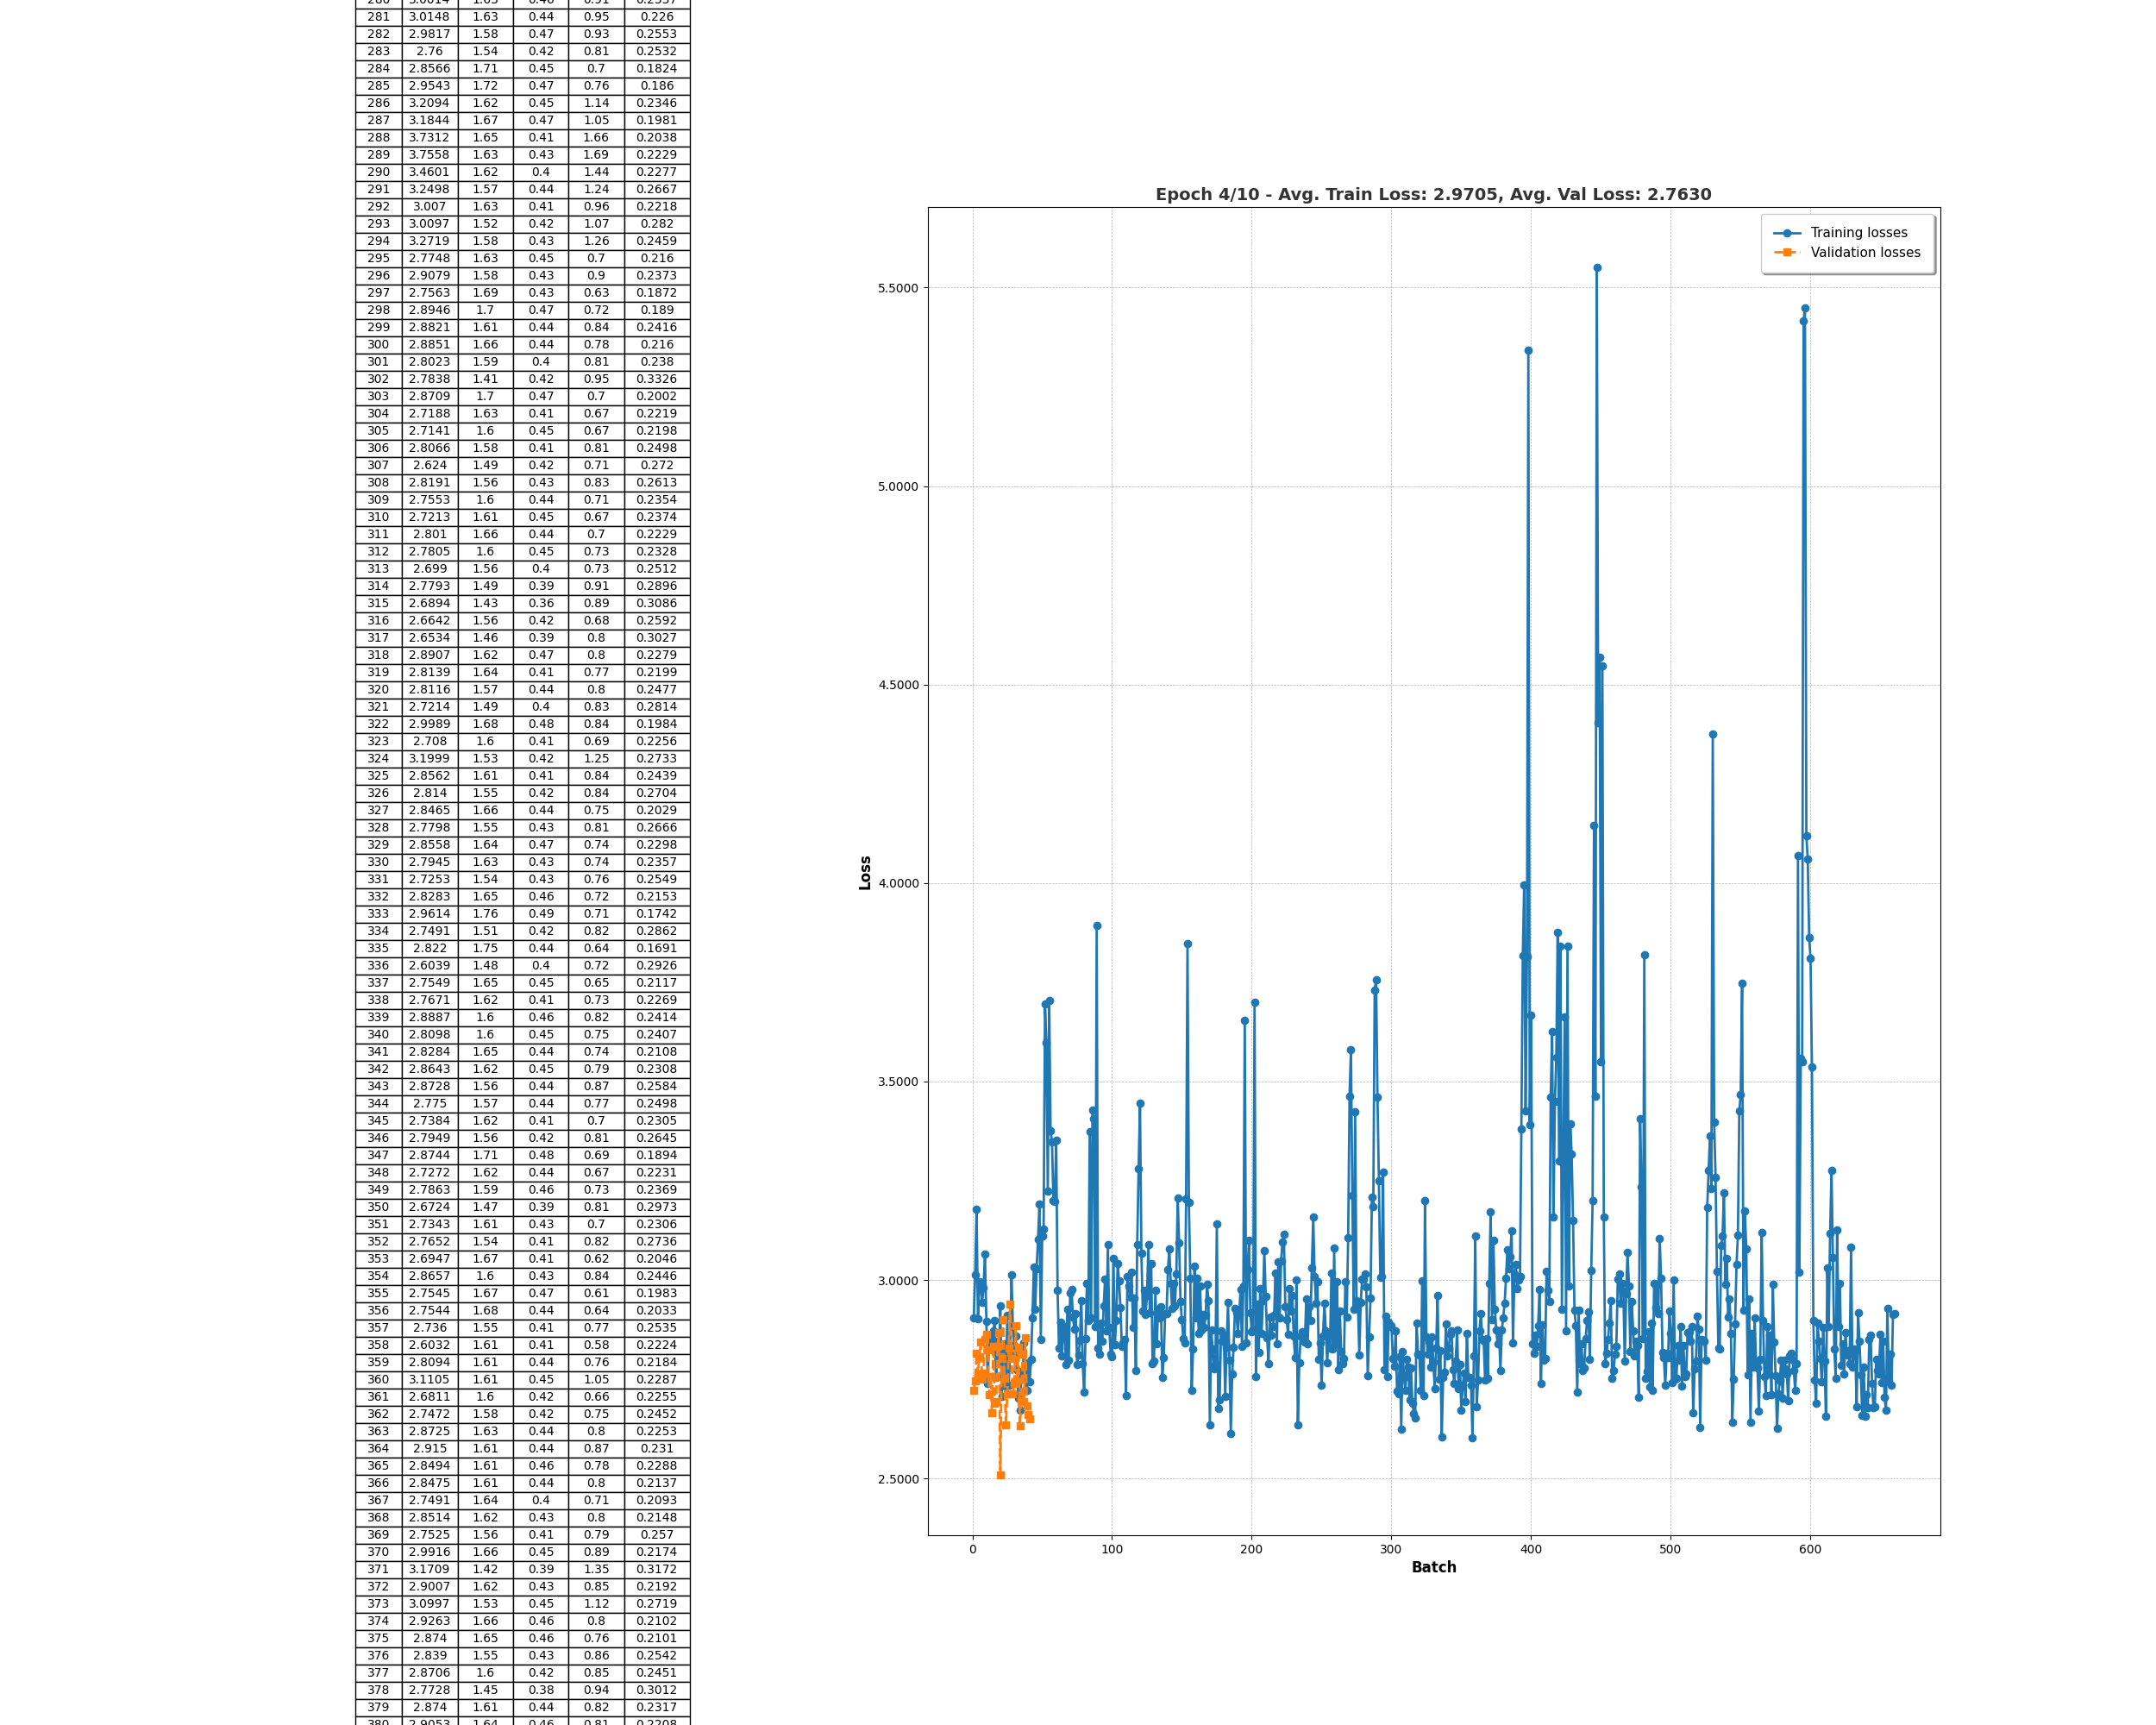 281 3.0148 1.63 0.44 0.95 0.226
282 2.9817 1.58 0.47 0.93 0.2553
283 2.76 1.54 0.42 0.81 0.2532
284 2.8566 1.71 0.45 0.7 0.1824
285 2.9543 1.72 0.47 0.76 0.186
286 3.2094 1.62 0.45 1.14 0.2346
287 3.1844 1.67 0.47 1.05 0.1981
288 3.7312 1.65 0.41 1.66 0.2038
289 3.7558 1.63 0.43 1.69 0.2229
290 3.4601 1.62 0.4 1.44 0.2277
291 3.2498 1.57 0.44 1.24 0.2667
292 3.007 1.63 0.41 0.96 0.2218
293 3.0097 1.52 0.42 1.07 0.282
294 3.2719 1.58 0.43 1.26 0.2459
295 2.7748 1.63 0.45 0.7 0.216
296 2.9079 1.58 0.43 0.9 0.2373
297 2.7563 1.69 0.43 0.63 0.1872
298 2.8946 1.7 0.47 0.72 0.189
299 2.8821 1.61 0.44 0.84 0.2416
300 2.8851 1.66 0.44 0.78 0.216
301 2.8023 1.59 0.4 0.81 0.238
302 2.7838 1.41 0.42 0.95 0.3326
303 2.8709 1.7 0.47 0.7 0.2002
304 2.7188 1.63 0.41 0.67 0.2219
305 2.7141 1.6 0.45 0.67 0.2198
306 2.8066 1.58 0.41 0.81 0.2498
307 2.624 1.49 0.42 0.71 0.272
308 2.8191 1.56 0.43 0.83 0.2613
309 2.7553 1.6 0.44 0.71 0.2354
310 2.7213 1.61 0.45 0.67 0.2374
311 2.801 1.66 0.44 0.7 0.2229
312 2.7805 1.6 0.45 0.73 0.2328
313 2.699 1.56 0.4 0.73 0.2512
314 2.7793 1.49 0.39 0.91 0.2896
315 2.6894 1.43 0.36 0.89 0.3086
316 2.6642 1.56 0.42 0.68 0.2592
317 2.6534 1.46 0.39 0.8 0.3027
318 2.8907 1.62 0.47 0.8 0.2279
319 2.8139 1.64 0.41 0.77 0.2199
320 2.8116 1.57 0.44 0.8 0.2477
321 2.7214 1.49 0.4 0.83 0.2814
322 2.9989 1.68 0.48 0.84 0.1984
323 2.708 1.6 0.41 0.69 0.2256
324 3.1999 1.53 0.42 1.25 0.2733
325 2.8562 1.61 0.41 0.84 0.2439
326 2.814 1.55 0.42 0.84 0.2704
327 2.8465 1.66 0.44 0.75 0.2029
328 2.7798 1.55 0.43 0.81 0.2666
329 2.8558 1.64 0.47 0.74 0.2298
330 2.7945 1.63 0.43 0.74 0.2357
331 2.7253 1.54 0.43 0.76 0.2549
332 2.8283 1.65 0.46 0.72 0.2153
333 2.9614 1.76 0.49 0.71 0.1742
334 2.7491 1.51 0.42 0.82 0.2862
335 2.822 1.75 0.44 0.64 0.1691
336 2.6039 1.48 0.4 0.72 0.2926
337 2.7549 1.65 0.45 0.65 0.2117
338 2.7671 1.62 0.41 0.73 0.2269
339 2.8887 1.6 0.46 0.82 0.2414
340 2.8098 1.6 0.45 0.75 0.2407
341 2.8284 1.65 0.44 0.74 0.2108
342 2.8643 1.62 0.45 0.79 0.2308
343 2.8728 1.56 0.44 0.87 0.2584
344 2.775 1.57 0.44 0.77 0.2498
345 2.7384 1.62 0.41 0.7 0.2305
346 2.7949 1.56 0.42 0.81 0.2645
347 2.8744 1.71 0.48 0.69 0.1894
348 2.7272 1.62 0.44 0.67 0.2231
349 2.7863 1.59 0.46 0.73 0.2369
350 2.6724 1.47 0.39 0.81 0.2973
351 2.7343 1.61 0.43 0.7 0.2306
352 2.7652 1.54 0.41 0.82 0.2736
353 2.6947 1.67 0.41 0.62 0.2046
354 2.8657 1.6 0.43 0.84 0.2446
355 2.7545 1.67 0.47 0.61 0.1983
356 2.7544 1.68 0.44 0.64 0.2033
357 2.736 1.55 0.41 0.77 0.2535
358 2.6032 1.61 0.41 0.58 0.2224
359 2.8094 1.61 0.44 0.76 0.2184
360 3.1105 1.61 0.45 1.05 0.2287
361 2.6811 1.6 0.42 0.66 0.2255
362 2.7472 1.58 0.42 0.75 0.2452
363 2.8725 1.63 0.44 0.8 0.2253
364 2.915 1.61 0.44 0.87 0.231
365 2.8494 1.61 0.46 0.78 0.2288
366 2.8475 1.61 0.44 0.8 0.2137
367 2.7491 1.64 0.4 0.71 0.2093
368 2.8514 1.62 0.43 0.8 0.2148
369 2.7525 1.56 0.41 0.79 0.257
370 2.9916 1.66 0.45 0.89 0.2174
371 3.1709 1.42 0.39 1.35 0.3172
372 2.9007 1.62 0.43 0.85 0.2192
373 3.0997 1.53 0.45 1.12 0.2719
374 2.9263 1.66 0.46 0.8 0.2102
375 2.874 1.65 0.46 0.76 0.2101
376 2.839 1.55 0.43 0.86 0.2542
377 2.8706 1.6 0.42 0.85 0.2451
378 2.7728 1.45 0.38 0.94 0.3012
379 2.874 1.61 0.44 0.82 0.2317
380 2.9053 1.64 0.46 0.81 0.2208
Epoch 4/10 - Avg. Train Loss: 2.9705, Avg. Val Loss: 2.7630
Training losses
Validation losses
5.5000
5.0000
4.5000
4.0000
3.5000
3.0000
2.5000
Loss
0 100 200 300 400 500 600
Batch